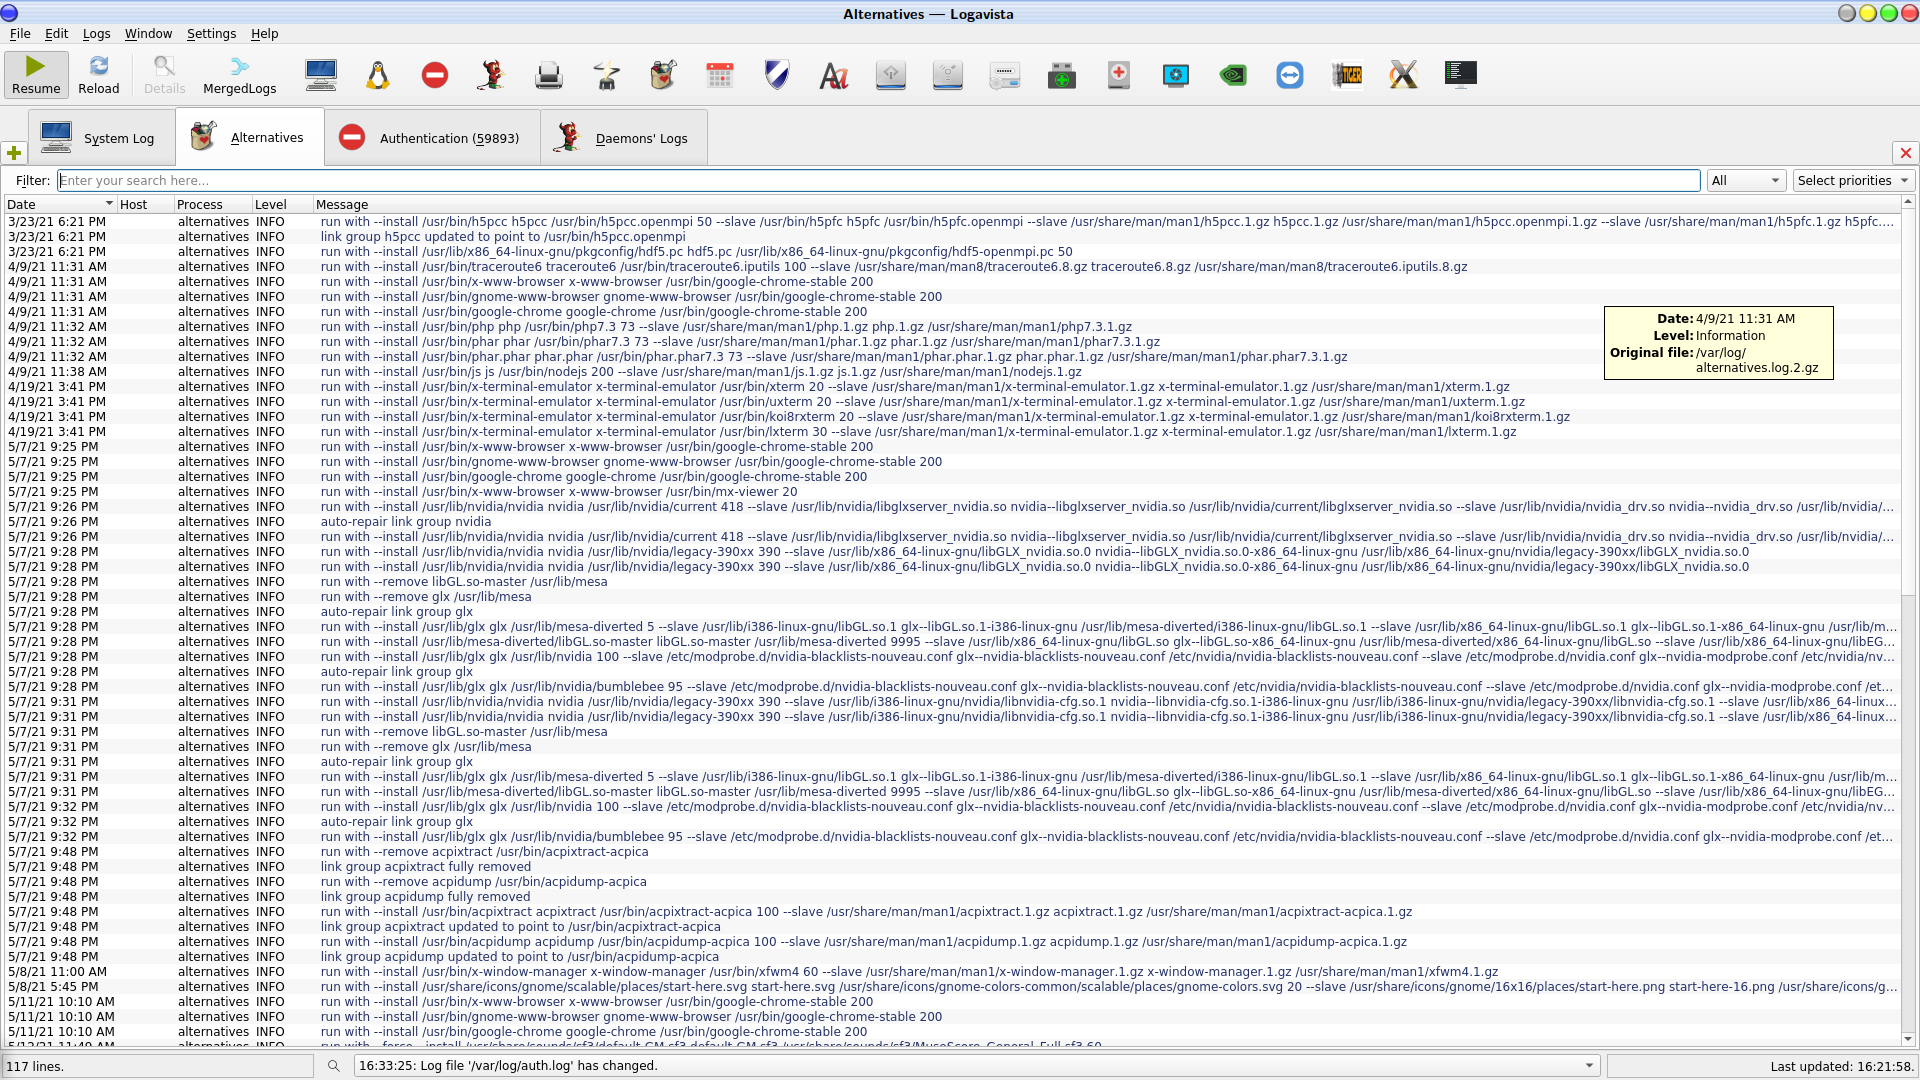 Alternatives — Logavista
File Edit Logs Window Settings Help
Resume Reload Details MergedLogs
System Log Alternatives Authentication (59893) Daemons' Logs
Filter: Enter your search here... All Select priorities
Date Host Process Level Message
3/23/21 6:21 PM alternatives INFO run with --install /usr/bin/h5pcc h5pcc /usr/bin/h5pcc.openmpi 50 --slave /usr/bin/h5pfc h5pfc /usr/bin/h5pfc.openmpi --slave /usr/share/man/man1/h5pcc.1.gz h5pcc.1.gz /usr/share/man/man1/h5pcc.openmpi.1.gz --slave /usr/share/man/man1/h5pfc.1.gz h5pfc....
3/23/21 6:21 PM alternatives INFO link group h5pcc updated to point to /usr/bin/h5pcc.openmpi
3/23/21 6:21 PM alternatives INFO run with --install /usr/lib/x86_64-linux-gnu/pkgconfig/hdf5.pc hdf5.pc /usr/lib/x86_64-linux-gnu/pkgconfig/hdf5-openmpi.pc 50
4/9/21 11:31 AM alternatives INFO run with --install /usr/bin/traceroute6 traceroute6 /usr/bin/traceroute6.iputils 100 --slave /usr/share/man/man8/traceroute6.8.gz traceroute6.8.gz /usr/share/man/man8/traceroute6.iputils.8.gz
4/9/21 11:31 AM alternatives INFO run with --install /usr/bin/x-www-browser x-www-browser /usr/bin/google-chrome-stable 200
4/9/21 11:31 AM alternatives INFO run with --install /usr/bin/gnome-www-browser gnome-www-browser /usr/bin/google-chrome-stable 200
4/9/21 11:31 AM alternatives INFO run with --install /usr/bin/google-chrome google-chrome /usr/bin/google-chrome-stable 200
4/9/21 11:32 AM alternatives INFO run with --install /usr/bin/php php /usr/bin/php7.3 73 --slave /usr/share/man/man1/php.1.gz php.1.gz /usr/share/man/man1/php7.3.1.gz
4/9/21 11:32 AM alternatives INFO run with --install /usr/bin/phar phar /usr/bin/phar7.3 73 --slave /usr/share/man/man1/phar.1.gz phar.1.gz /usr/share/man/man1/phar7.3.1.gz
4/9/21 11:32 AM alternatives INFO run with --install /usr/bin/phar.phar phar.phar /usr/bin/phar.phar7.3 73 --slave /usr/share/man/man1/phar.phar.1.gz phar.phar.1.gz /usr/share/man/man1/phar.phar7.3.1.gz
4/9/21 11:38 AM alternatives INFO run with --install /usr/bin/js js /usr/bin/nodejs 200 --slave /usr/share/man/man1/js.1.gz js.1.gz /usr/share/man/man1/nodejs.1.gz
4/19/21 3:41 PM alternatives INFO run with --install /usr/bin/x-terminal-emulator x-terminal-emulator /usr/bin/xterm 20 --slave /usr/share/man/man1/x-terminal-emulator.1.gz x-terminal-emulator.1.gz /usr/share/man/man1/xterm.1.gz
4/19/21 3:41 PM alternatives INFO run with --install /usr/bin/x-terminal-emulator x-terminal-emulator /usr/bin/uxterm 20 --slave /usr/share/man/man1/x-terminal-emulator.1.gz x-terminal-emulator.1.gz /usr/share/man/man1/uxterm.1.gz
4/19/21 3:41 PM alternatives INFO run with --install /usr/bin/x-terminal-emulator x-terminal-emulator /usr/bin/koi8rxterm 20 --slave /usr/share/man/man1/x-terminal-emulator.1.gz x-terminal-emulator.1.gz /usr/share/man/man1/koi8rxterm.1.gz
4/19/21 3:41 PM alternatives INFO run with --install /usr/bin/x-terminal-emulator x-terminal-emulator /usr/bin/lxterm 30 --slave /usr/share/man/man1/x-terminal-emulator.1.gz x-terminal-emulator.1.gz /usr/share/man/man1/lxterm.1.gz
5/7/21 9:25 PM alternatives INFO run with --install /usr/bin/x-www-browser x-www-browser /usr/bin/google-chrome-stable 200
5/7/21 9:25 PM alternatives INFO run with --install /usr/bin/gnome-www-browser gnome-www-browser /usr/bin/google-chrome-stable 200
5/7/21 9:25 PM alternatives INFO run with --install /usr/bin/google-chrome google-chrome /usr/bin/google-chrome-stable 200
5/7/21 9:25 PM alternatives INFO run with --install /usr/bin/x-www-browser x-www-browser /usr/bin/mx-viewer 20
5/7/21 9:26 PM alternatives INFO run with --install /usr/lib/nvidia/nvidia nvidia /usr/lib/nvidia/current 418 --slave /usr/lib/nvidia/libglxserver_nvidia.so nvidia--libglxserver_nvidia.so /usr/lib/nvidia/current/libglxserver_nvidia.so --slave /usr/lib/nvidia/nvidia_drv.so nvidia--nvidia_drv.so /usr/lib/nvidia/...
5/7/21 9:26 PM alternatives INFO auto-repair link group nvidia
5/7/21 9:26 PM alternatives INFO run with --install /usr/lib/nvidia/nvidia nvidia /usr/lib/nvidia/current 418 --slave /usr/lib/nvidia/libglxserver_nvidia.so nvidia--libglxserver_nvidia.so /usr/lib/nvidia/current/libglxserver_nvidia.so --slave /usr/lib/nvidia/nvidia_drv.so nvidia--nvidia_drv.so /usr/lib/nvidia/...
5/7/21 9:28 PM alternatives INFO run with --install /usr/lib/nvidia/nvidia nvidia /usr/lib/nvidia/legacy-390xx 390 --slave /usr/lib/x86_64-linux-gnu/libGLX_nvidia.so.0 nvidia--libGLX_nvidia.so.0-x86_64-linux-gnu /usr/lib/x86_64-linux-gnu/nvidia/legacy-390xx/libGLX_nvidia.so.0
5/7/21 9:28 PM alternatives INFO run with --install /usr/lib/nvidia/nvidia nvidia /usr/lib/nvidia/legacy-390xx 390 --slave /usr/lib/x86_64-linux-gnu/libGLX_nvidia.so.0 nvidia--libGLX_nvidia.so.0-x86_64-linux-gnu /usr/lib/x86_64-linux-gnu/nvidia/legacy-390xx/libGLX_nvidia.so.0
5/7/21 9:28 PM alternatives INFO run with --remove libGL.so-master /usr/lib/mesa
5/7/21 9:28 PM alternatives INFO run with --remove glx /usr/lib/mesa
5/7/21 9:28 PM alternatives INFO auto-repair link group glx
5/7/21 9:28 PM alternatives INFO run with --install /usr/lib/glx glx /usr/lib/mesa-diverted 5 --slave /usr/lib/i386-linux-gnu/libGL.so.1 glx--libGL.so.1-i386-linux-gnu /usr/lib/mesa-diverted/i386-linux-gnu/libGL.so.1 --slave /usr/lib/x86_64-linux-gnu/libGL.so.1 glx--libGL.so.1-x86_64-linux-gnu /usr/lib/m...
5/7/21 9:28 PM alternatives INFO run with --install /usr/lib/mesa-diverted/libGL.so-master libGL.so-master /usr/lib/mesa-diverted 9995 --slave /usr/lib/x86_64-linux-gnu/libGL.so glx--libGL.so-x86_64-linux-gnu /usr/lib/mesa-diverted/x86_64-linux-gnu/libGL.so --slave /usr/lib/x86_64-linux-gnu/libEG...
5/7/21 9:28 PM alternatives INFO run with --install /usr/lib/glx glx /usr/lib/nvidia 100 --slave /etc/modprobe.d/nvidia-blacklists-nouveau.conf glx--nvidia-blacklists-nouveau.conf /etc/nvidia/nvidia-blacklists-nouveau.conf --slave /etc/modprobe.d/nvidia.conf glx--nvidia-modprobe.conf /etc/nvidia/nv...
5/7/21 9:28 PM alternatives INFO auto-repair link group glx
5/7/21 9:28 PM alternatives INFO run with --install /usr/lib/glx glx /usr/lib/nvidia/bumblebee 95 --slave /etc/modprobe.d/nvidia-blacklists-nouveau.conf glx--nvidia-blacklists-nouveau.conf /etc/nvidia/nvidia-blacklists-nouveau.conf --slave /etc/modprobe.d/nvidia.conf glx--nvidia-modprobe.conf /et...
5/7/21 9:31 PM alternatives INFO run with --install /usr/lib/nvidia/nvidia nvidia /usr/lib/nvidia/legacy-390xx 390 --slave /usr/lib/i386-linux-gnu/nvidia/libnvidia-cfg.so.1 nvidia--libnvidia-cfg.so.1-i386-linux-gnu /usr/lib/i386-linux-gnu/nvidia/legacy-390xx/libnvidia-cfg.so.1 --slave /usr/lib/x86_64-linux...
5/7/21 9:31 PM alternatives INFO run with --install /usr/lib/nvidia/nvidia nvidia /usr/lib/nvidia/legacy-390xx 390 --slave /usr/lib/i386-linux-gnu/nvidia/libnvidia-cfg.so.1 nvidia--libnvidia-cfg.so.1-i386-linux-gnu /usr/lib/i386-linux-gnu/nvidia/legacy-390xx/libnvidia-cfg.so.1 --slave /usr/lib/x86_64-linux...
5/7/21 9:31 PM alternatives INFO run with --remove libGL.so-master /usr/lib/mesa
5/7/21 9:31 PM alternatives INFO run with --remove glx /usr/lib/mesa
5/7/21 9:31 PM alternatives INFO auto-repair link group glx
5/7/21 9:31 PM alternatives INFO run with --install /usr/lib/glx glx /usr/lib/mesa-diverted 5 --slave /usr/lib/i386-linux-gnu/libGL.so.1 glx--libGL.so.1-i386-linux-gnu /usr/lib/mesa-diverted/i386-linux-gnu/libGL.so.1 --slave /usr/lib/x86_64-linux-gnu/libGL.so.1 glx--libGL.so.1-x86_64-linux-gnu /usr/lib/m...
5/7/21 9:31 PM alternatives INFO run with --install /usr/lib/mesa-diverted/libGL.so-master libGL.so-master /usr/lib/mesa-diverted 9995 --slave /usr/lib/x86_64-linux-gnu/libGL.so glx--libGL.so-x86_64-linux-gnu /usr/lib/mesa-diverted/x86_64-linux-gnu/libGL.so --slave /usr/lib/x86_64-linux-gnu/libEG...
5/7/21 9:32 PM alternatives INFO run with --install /usr/lib/glx glx /usr/lib/nvidia 100 --slave /etc/modprobe.d/nvidia-blacklists-nouveau.conf glx--nvidia-blacklists-nouveau.conf /etc/nvidia/nvidia-blacklists-nouveau.conf --slave /etc/modprobe.d/nvidia.conf glx--nvidia-modprobe.conf /etc/nvidia/nv...
5/7/21 9:32 PM alternatives INFO auto-repair link group glx
5/7/21 9:32 PM alternatives INFO run with --install /usr/lib/glx glx /usr/lib/nvidia/bumblebee 95 --slave /etc/modprobe.d/nvidia-blacklists-nouveau.conf glx--nvidia-blacklists-nouveau.conf /etc/nvidia/nvidia-blacklists-nouveau.conf --slave /etc/modprobe.d/nvidia.conf glx--nvidia-modprobe.conf /et...
5/7/21 9:48 PM alternatives INFO run with --remove acpixtract /usr/bin/acpixtract-acpica
5/7/21 9:48 PM alternatives INFO link group acpixtract fully removed
5/7/21 9:48 PM alternatives INFO run with --remove acpidump /usr/bin/acpidump-acpica
5/7/21 9:48 PM alternatives INFO link group acpidump fully removed
5/7/21 9:48 PM alternatives INFO run with --install /usr/bin/acpixtract acpixtract /usr/bin/acpixtract-acpica 100 --slave /usr/share/man/man1/acpixtract.1.gz acpixtract.1.gz /usr/share/man/man1/acpixtract-acpica.1.gz
5/7/21 9:48 PM alternatives INFO link group acpixtract updated to point to /usr/bin/acpixtract-acpica
5/7/21 9:48 PM alternatives INFO run with --install /usr/bin/acpidump acpidump /usr/bin/acpidump-acpica 100 --slave /usr/share/man/man1/acpidump.1.gz acpidump.1.gz /usr/share/man/man1/acpidump-acpica.1.gz
5/7/21 9:48 PM alternatives INFO link group acpidump updated to point to /usr/bin/acpidump-acpica
5/8/21 11:00 AM alternatives INFO run with --install /usr/bin/x-window-manager x-window-manager /usr/bin/xfwm4 60 --slave /usr/share/man/man1/x-window-manager.1.gz x-window-manager.1.gz /usr/share/man/man1/xfwm4.1.gz
5/8/21 5:45 PM alternatives INFO run with --install /usr/share/icons/gnome/scalable/places/start-here.svg start-here.svg /usr/share/icons/gnome-colors-common/scalable/places/gnome-colors.svg 20 --slave /usr/share/icons/gnome/16x16/places/start-here.png start-here-16.png /usr/share/icons/g...
5/11/21 10:10 AM alternatives INFO run with --install /usr/bin/x-www-browser x-www-browser /usr/bin/google-chrome-stable 200
5/11/21 10:10 AM alternatives INFO run with --install /usr/bin/gnome-www-browser gnome-www-browser /usr/bin/google-chrome-stable 200
5/11/21 10:10 AM alternatives INFO run with --install /usr/bin/google-chrome google-chrome /usr/bin/google-chrome-stable 200
Date: 4/9/21 11:31 AM
Level: Information
Original file: /var/log/
alternatives.log.2.gz
117 lines. 16:33:25: Log file '/var/log/auth.log' has changed. Last updated: 16:21:58.